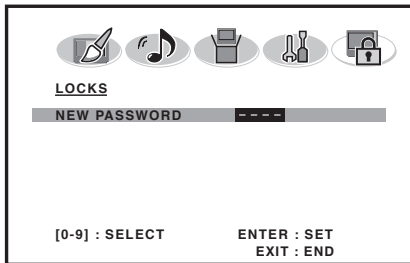 LOCKS
NEW PASSWORD - - - -
[0-9] : SELECT ENTER : SET
EXIT : END